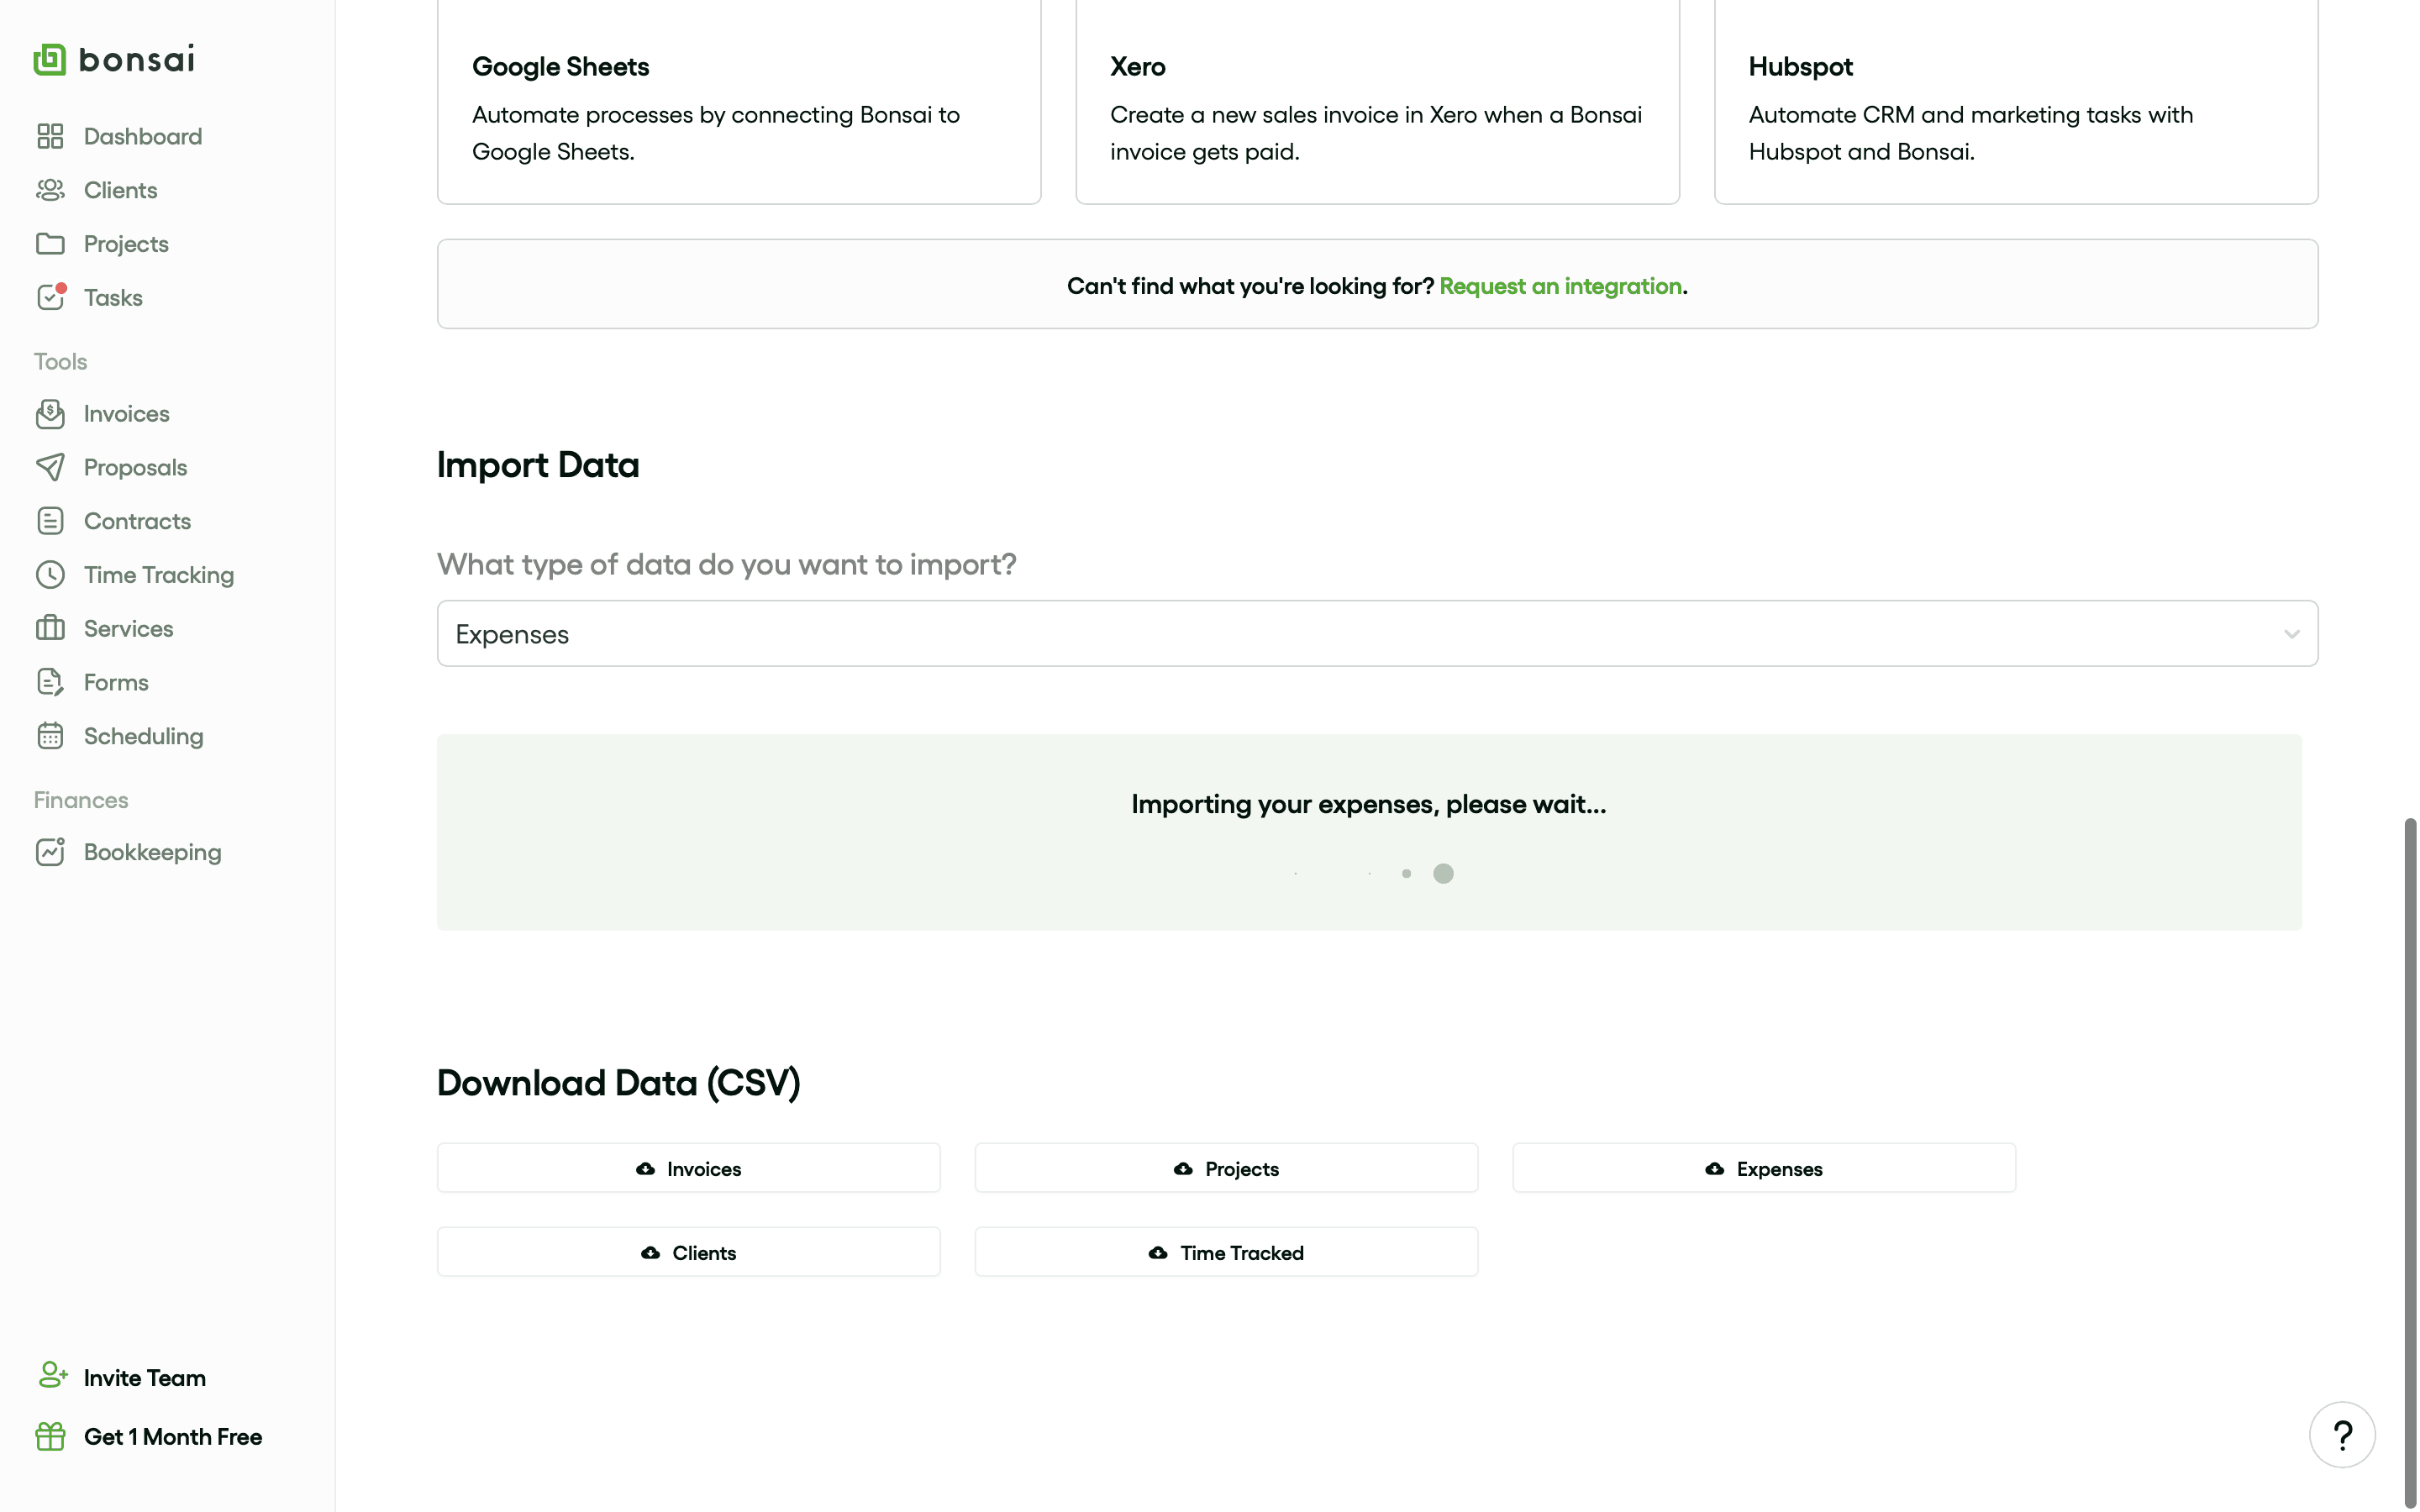 bonsai
Dashboard
Clients
Projects
Tasks
Tools
Invoices
Proposals
Contracts
Time Tracking
Services
Forms
Scheduling
Finances
Bookkeeping
Invite Team
Get 1 Month Free
Google Sheets
Automate processes by connecting Bonsai to
Google Sheets.
Xero
Create a new sales invoice in Xero when a Bonsai
invoice gets paid.
Hubspot
Automate CRM and marketing tasks with
Hubspot and Bonsai.
Can't find what you're looking for? Request an integration.
Import Data
What type of data do you want to import?
Expenses
Importing your expenses, please wait...
Download Data (CSV)
Invoices
Projects
Expenses
Clients
Time Tracked
?